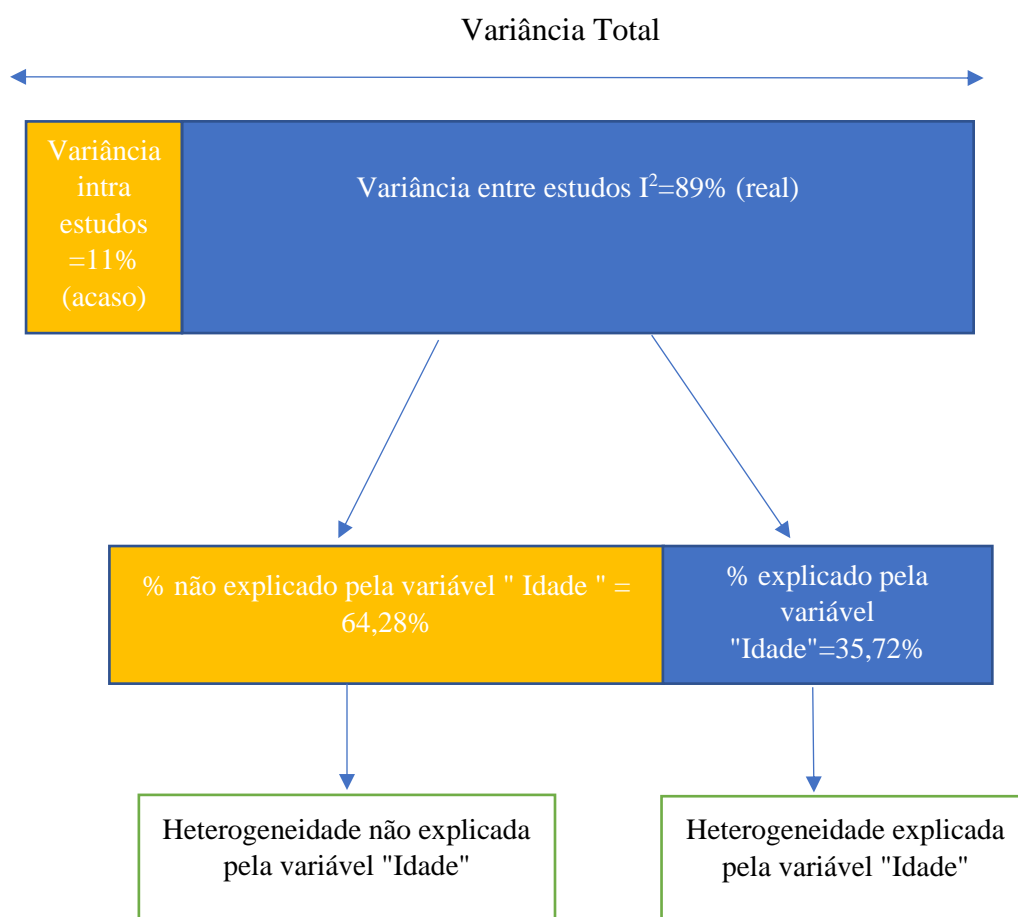 Variância Total
Variância
intra
estudos
=11%
(acaso)
Variância entre estudos I²=89% (real)
% não explicado pela variável " Idade " =
64,28%
% explicado pela
variável
"Idade"=35,72%
Heterogeneidade não explicada
pela variável "Idade"
Heterogeneidade explicada
pela variável "Idade"